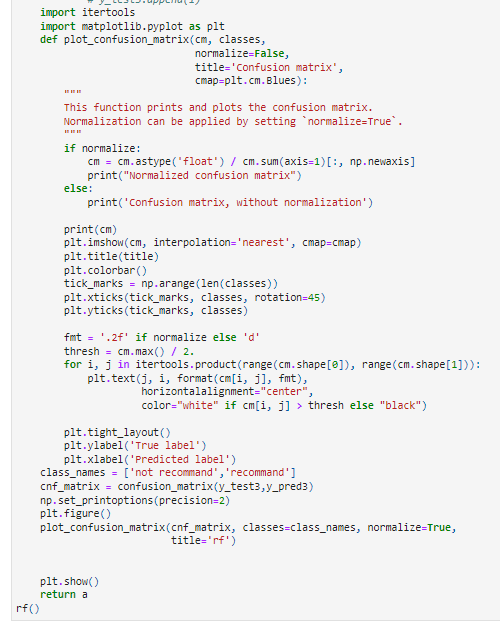 # y_test3.append(1)
import itertools
import matplotlib.pyplot as plt
def plot_confusion_matrix(cm, classes,
normalize=False,
title='Confusion matrix',
cmap=plt.cm.Blues):
"""
This function prints and plots the confusion matrix.
Normalization can be applied by setting `normalize=True`.
"""
if normalize:
cm = cm.astype('float') / cm.sum(axis=1)[:, np.newaxis]
print("Normalized confusion matrix")
else:
print('Confusion matrix, without normalization')
print(cm)
plt.imshow(cm, interpolation='nearest', cmap=cmap)
plt.title(title)
plt.colorbar()
tick_marks = np.arange(len(classes))
plt.xticks(tick_marks, classes, rotation=45)
plt.yticks(tick_marks, classes)
fmt = '.2f' if normalize else 'd'
thresh = cm.max() / 2.
for i, j in itertools.product(range(cm.shape[0]), range(cm.shape[1])):
plt.text(j, i, format(cm[i, j], fmt),
horizontalalignment="center",
color="white" if cm[i, j] > thresh else "black")
plt.tight_layout()
plt.ylabel('True label')
plt.xlabel('Predicted label')
class_names = ['not recommand','recommand']
cnf_matrix = confusion_matrix(y_test3,y_pred3)
np.set_printoptions(precision=2)
plt.figure()
plot_confusion_matrix(cnf_matrix, classes=class_names, normalize=True,
title='rf')
plt.show()
return a
rf()